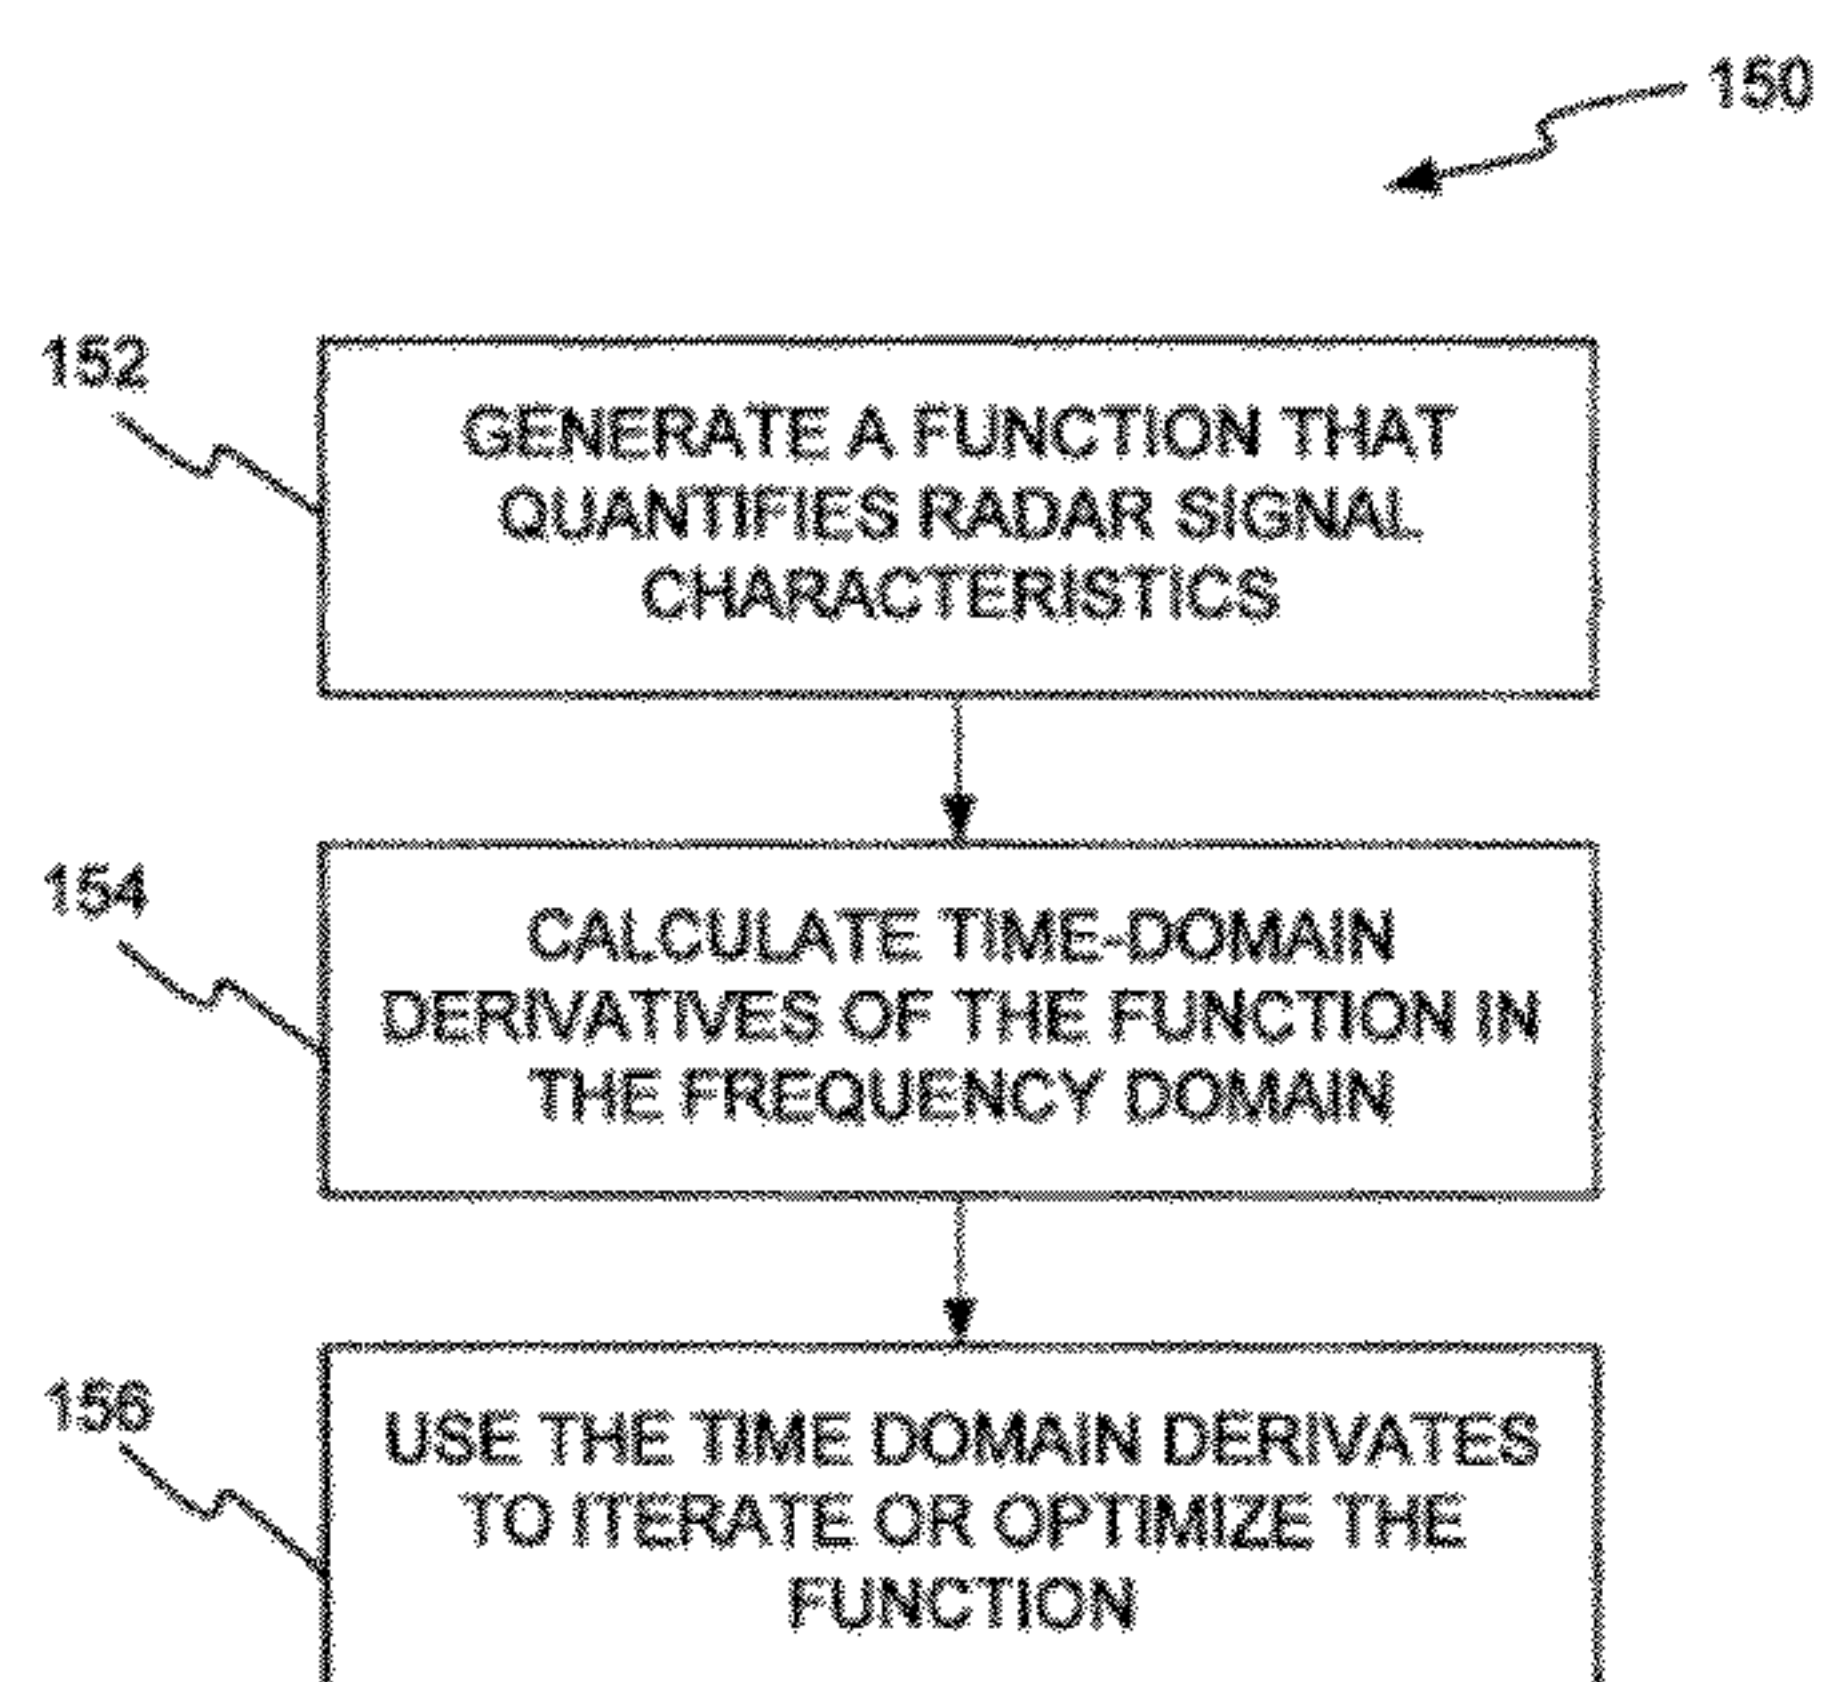 150
152
GENERATE A FUNCTION THAT
QUANTIFIES RADAR SIGNAL
CHARACTERISTICS
154
CALCULATE TIME-DOMAIN
DERIVATIVES OF THE FUNCTION IN
THE FREQUENCY DOMAIN
156
USE THE TIME DOMAIN DERIVATES
TO ITERATE OR OPTIMIZE THE
FUNCTION